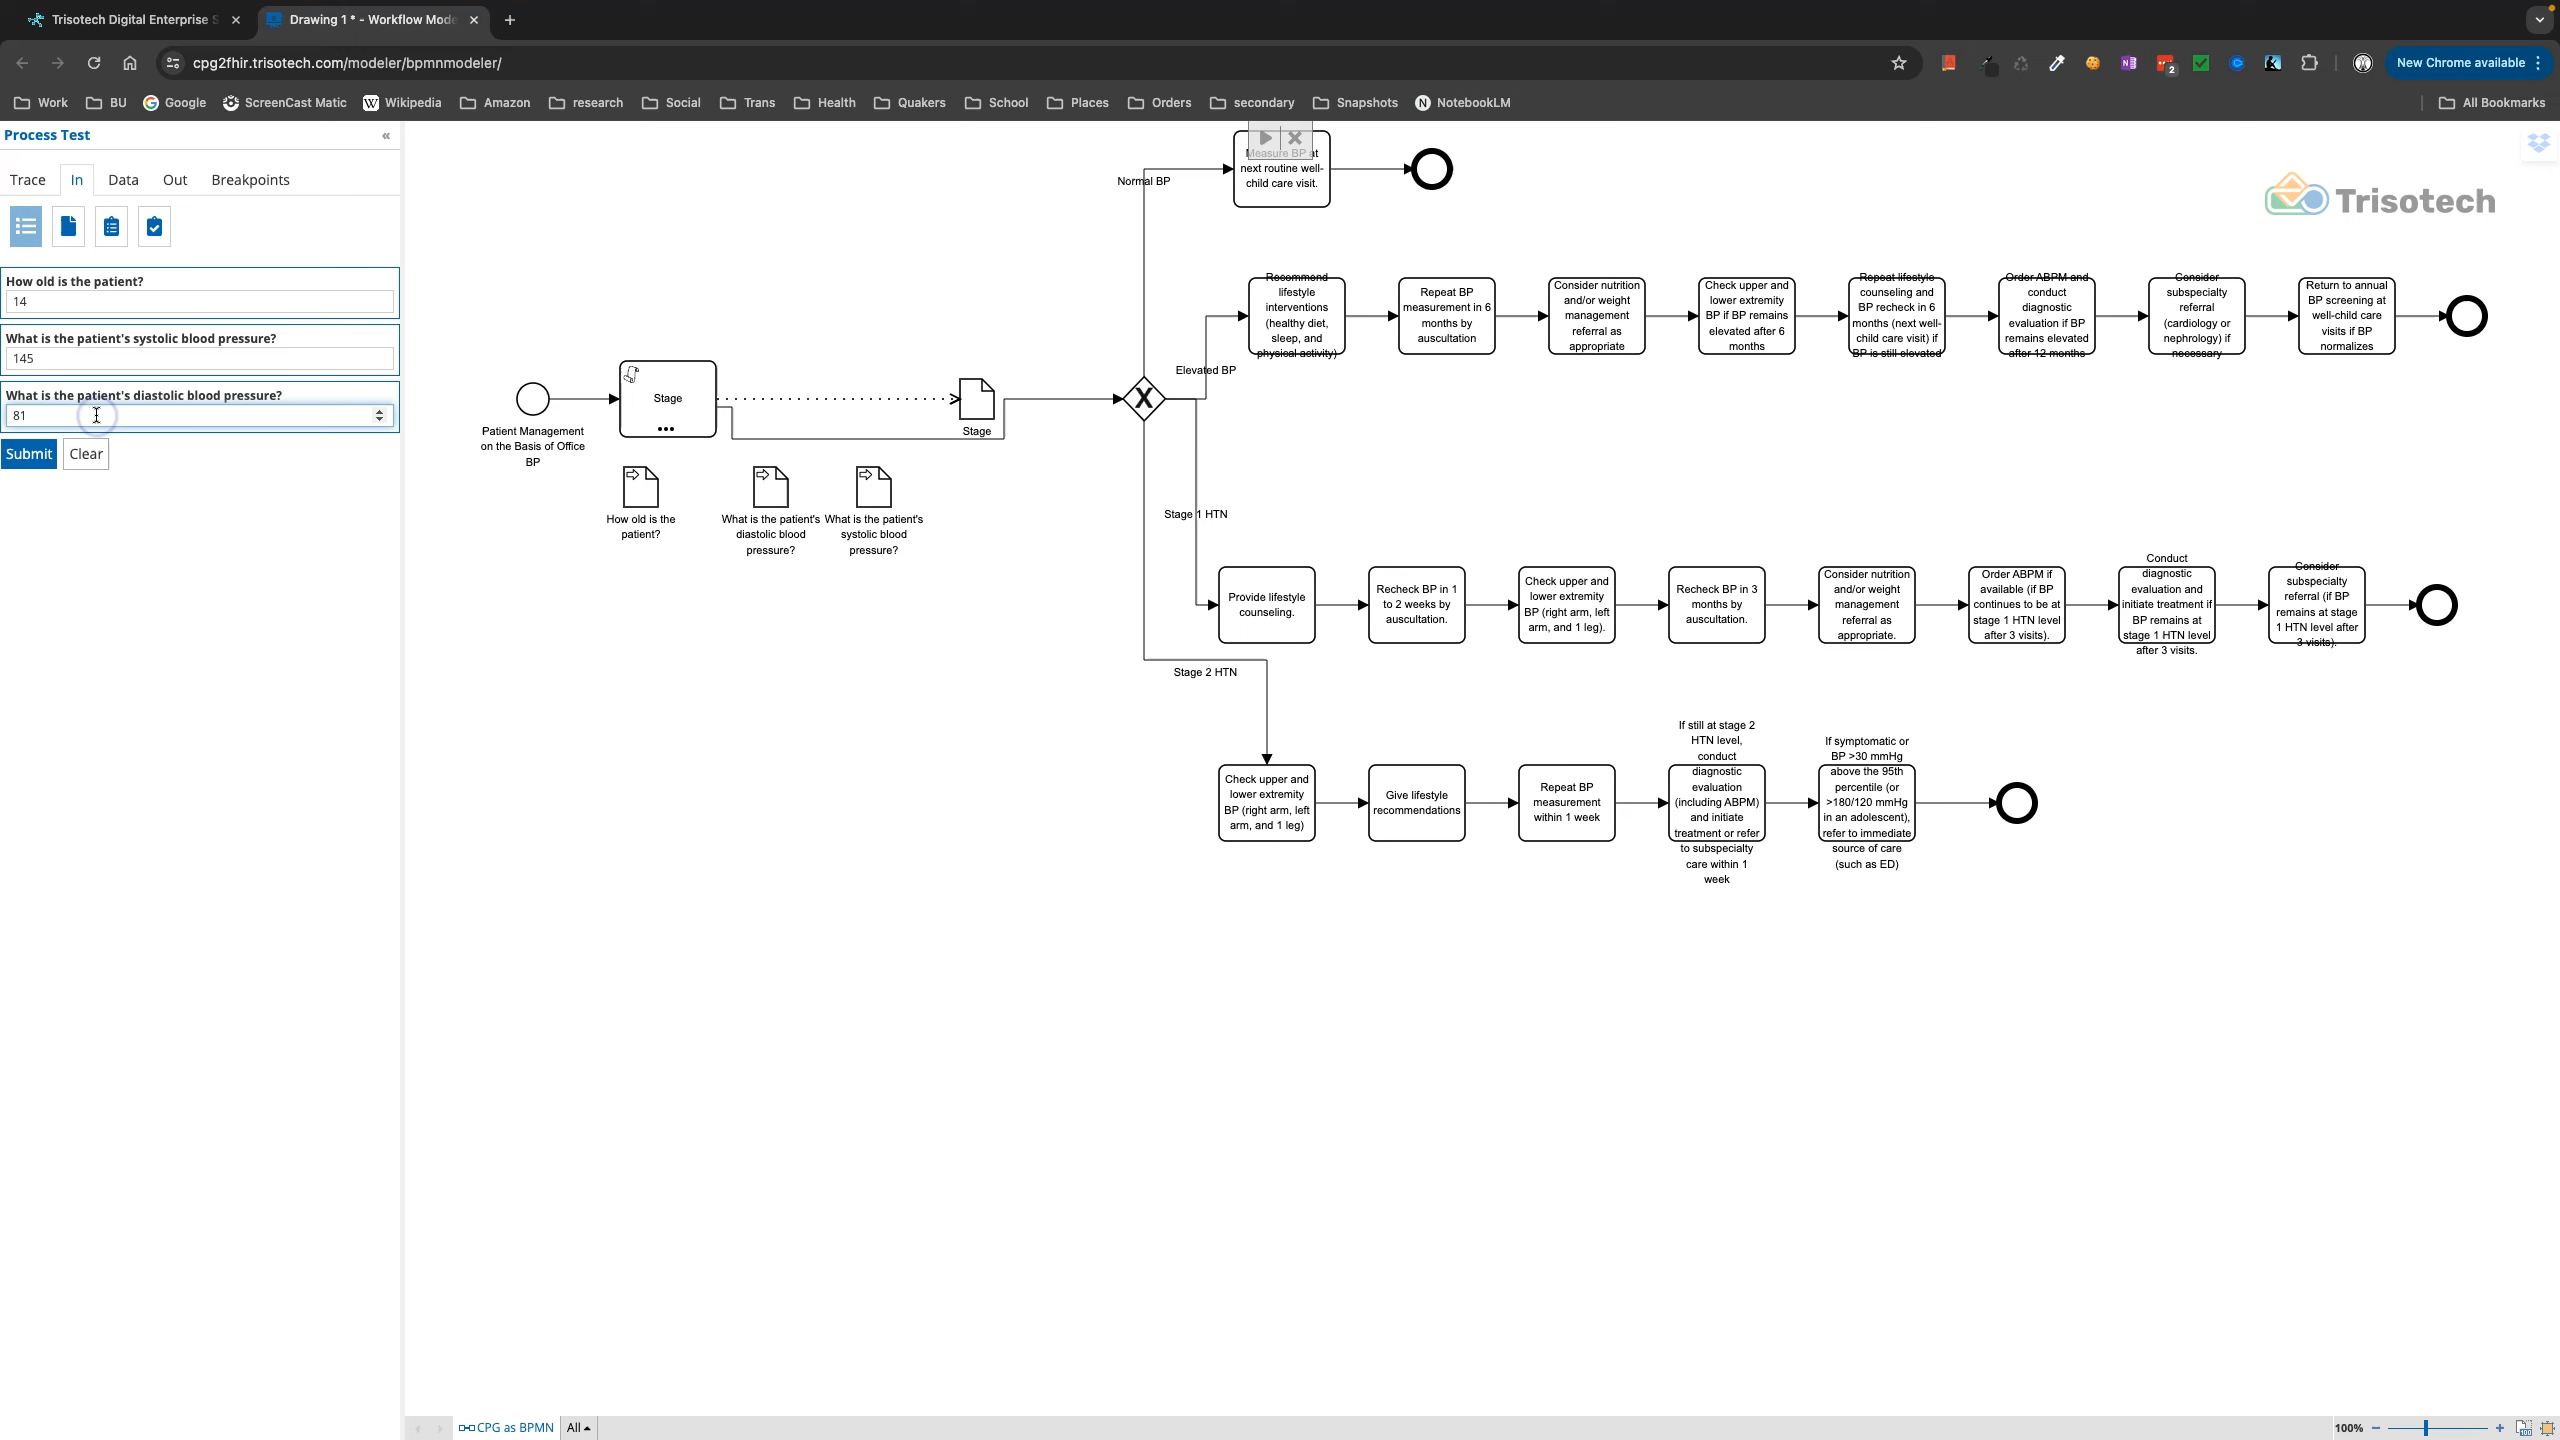 Trisotech Digital Enterprise S
Drawing 1 * - Workflow Mode
cpg2fhir.trisotech.com/modeler/bpmnmodeler/
2
New Chrome available
Work
BU
Google
ScreenCast Matic
Wikipedia
Amazon
research
Social
Trans
Health
Quakers
School
Places
Orders
secondary
Snapshots
NotebookLM
All Bookmarks
Process Test
Trace
In
Data
Out
Breakpoints
How old is the patient?
14
What is the patient's systolic blood pressure?
145
What is the patient's diastolic blood pressure?
81
Submit
Clear
Trisotech
Patient Management
on the Basis of Office
BP
Stage
Stage
How old is the
patient?
What is the patient's
diastolic blood
pressure?
What is the patient's
systolic blood
pressure?
X
Normal BP
Measure BP at
next routine well-
child care visit.
Elevated BP
Recommend
lifestyle
interventions
(healthy diet,
sleep, and
physical activity)
Repeat BP
measurement in 6
months by
auscultation
Consider nutrition
and/or weight
management
referral as
appropriate
Check upper and
lower extremity
BP if BP remains
elevated after 6
months
Repeat lifestyle
counseling and
BP recheck in 6
months (next well-
child care visit) if
BP is still elevated
Order ABPM and
conduct
diagnostic
evaluation if BP
remains elevated
after 12 months
Consider
subspecialty
referral
(cardiology or
nephrology) if
necessary
Return to annual
BP screening at
well-child care
visits if BP
normalizes
Stage 1 HTN
Provide lifestyle
counseling.
Recheck BP in 1
to 2 weeks by
auscultation.
Check upper and
lower extremity
BP (right arm, left
arm, and 1 leg).
Recheck BP in 3
months by
auscultation.
Consider nutrition
and/or weight
management
referral as
appropriate.
Order ABPM if
available (if BP
continues to be at
stage 1 HTN level
after 3 visits).
Conduct
diagnostic
evaluation and
initiate treatment if
BP remains at
stage 1 HTN level
after 3 visits.
Consider
subspecialty
referral (if BP
remains at stage
1 HTN level after
3 visits).
Stage 2 HTN
Check upper and
lower extremity
BP (right arm, left
arm, and 1 leg)
Give lifestyle
recommendations
Repeat BP
measurement
within 1 week
If still at stage 2
HTN level,
conduct
diagnostic
evaluation
(including ABPM)
and initiate
treatment or refer
to subspecialty
care within 1
week
If symptomatic or
BP >30 mmHg
above the 95th
percentile (or
>180/120 mmHg
in an adolescent),
refer to immediate
source of care
(such as ED)
CPG as BPMN
All
100%